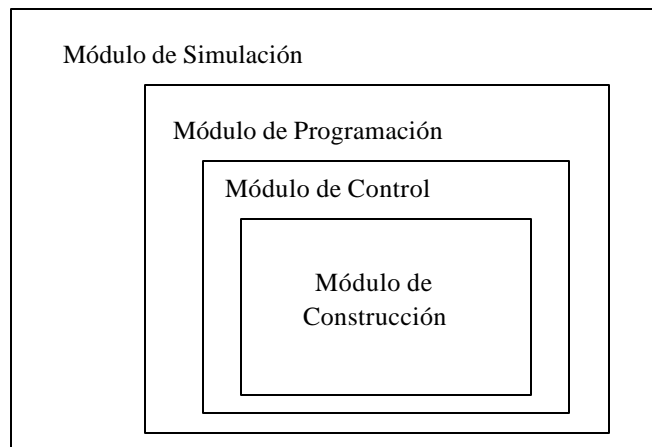 Módulo de Simulación
Módulo de Programación
Módulo de Control
Módulo de
Construcción